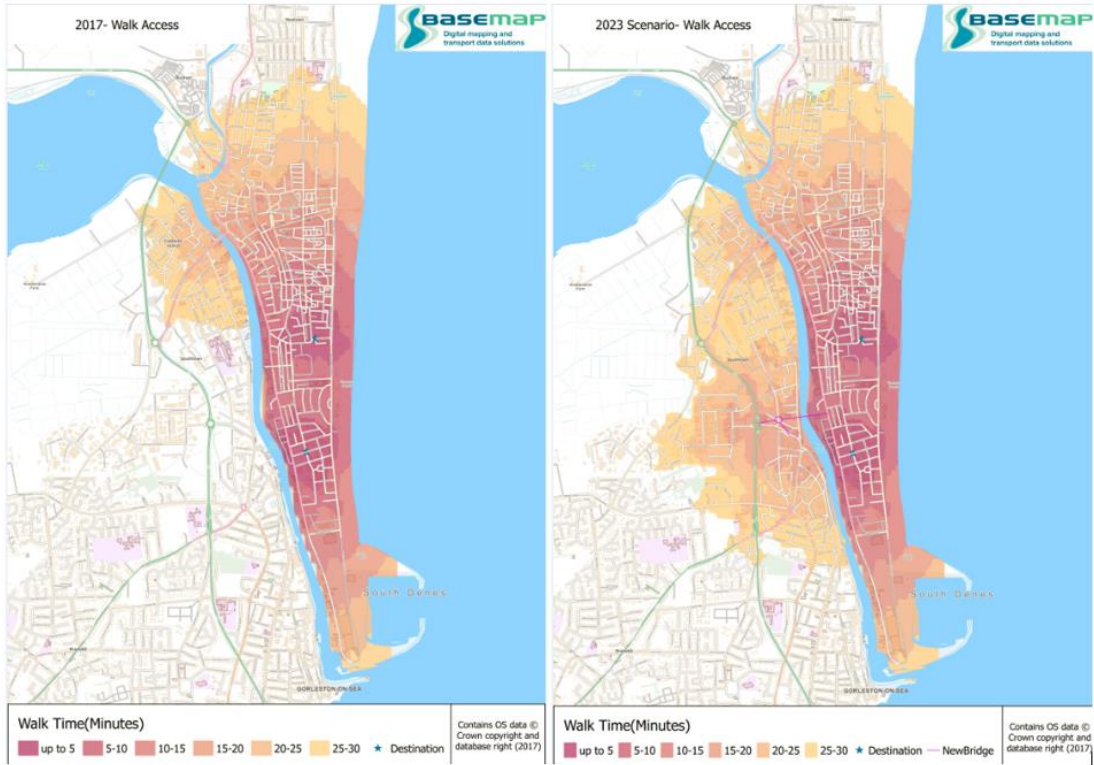 2017- Walk Access
BASEMAP
Digital mapping and
transport data solutions
South Denes
GORLESTON-ON-SEA
Walk Time(Minutes)
up to 5 5-10 10-15 15-20 20-25 25-30 Destination
Contains OS data ©
Crown copyright and
database right (2017)
2023 Scenario- Walk Access
BASEMAP
Digital mapping and
transport data solutions
South Denes
GORLESTON-ON-SEA
Walk Time(Minutes)
up to 5 5-10 10-15 15-20 20-25 25-30 Destination NewBridge
Contains OS data ©
Crown copyright and
database right (2017)